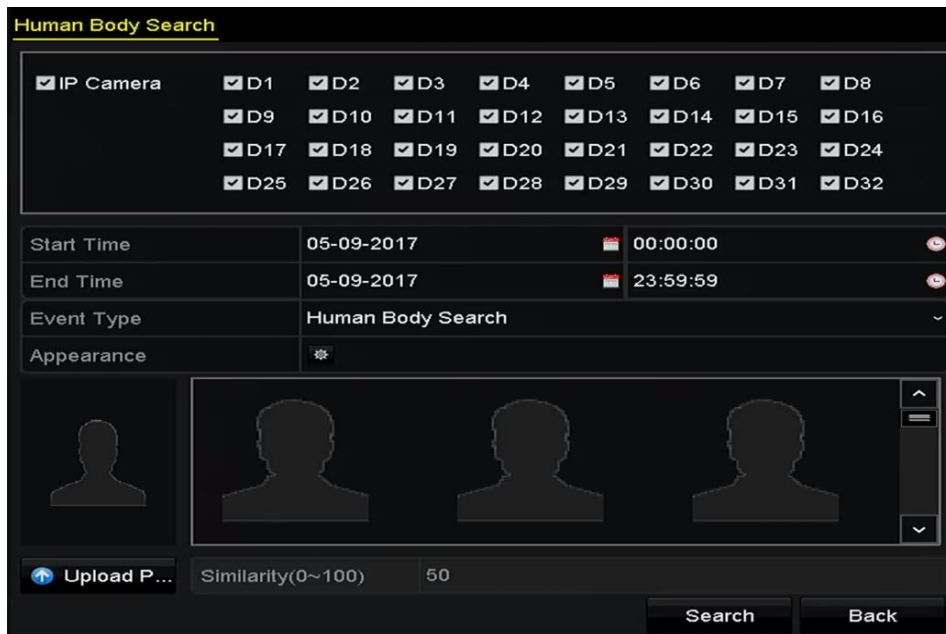 Human Body Search
IP Camera D1 D2 D3 D4 D5 D6 D7 D8
D9 D10 D11 D12 D13 D14 D15 D16
D17 D18 D19 D20 D21 D22 D23 D24
D25 D26 D27 D28 D29 D30 D31 D32
Start Time 05-09-2017 00:00:00
End Time 05-09-2017 23:59:59
Event Type Human Body Search
Appearance
Upload P... Similarity(0~100) 50
Search Back